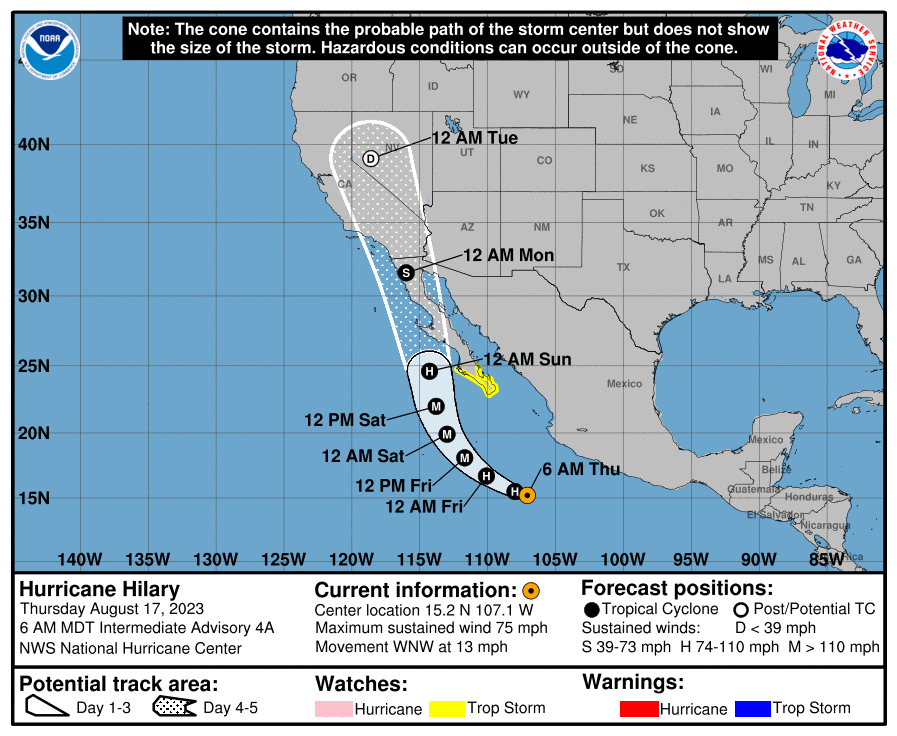 Note: The cone contains the probable path of the storm center but does not show
the size of the storm. Hazardous conditions can occur outside of the cone.
NOAA
NATIONAL WEATHER SERVICE
SD
WI
MI
OR
ID
WY
IA
NE
40N
12 AM Tue
D
NV
UT
CO
IL
IN
KS
MO
KY
CA
OK
TN
35N
AZ
NM
AR
12 AM Mon
S
TX
MS
AL
GA
LA
30N
25N
12 AM Sun
H
Mexico
12 PM Sat
M
20N
12 AM Sat
M
Mexico
12 PM Fri
M
6 AM Thu
Belize
12 AM Fri
H
H
15N
Guatemala
Honduras
El Salvador
Nicaragua
140W
130W
125W
120W
115W
110W
105W
100W
95W
90W
85W
Hurricane Hilary
Thursday August 17, 2023
6 AM MDT Intermediate Advisory 4A
NWS National Hurricane Center
Current information:
Center location 15.2 N 107.1 W
Maximum sustained wind 75 mph
Movement WNW at 13 mph
Forecast positions:
Tropical Cyclone
Post/Potential TC
Sustained winds:
D < 39 mph
S 39-73 mph H 74-110 mph M > 110 mph
Potential track area:
Day 1-3
Day 4-5
Watches:
Hurricane
Trop Storm
Warnings:
Hurricane
Trop Storm